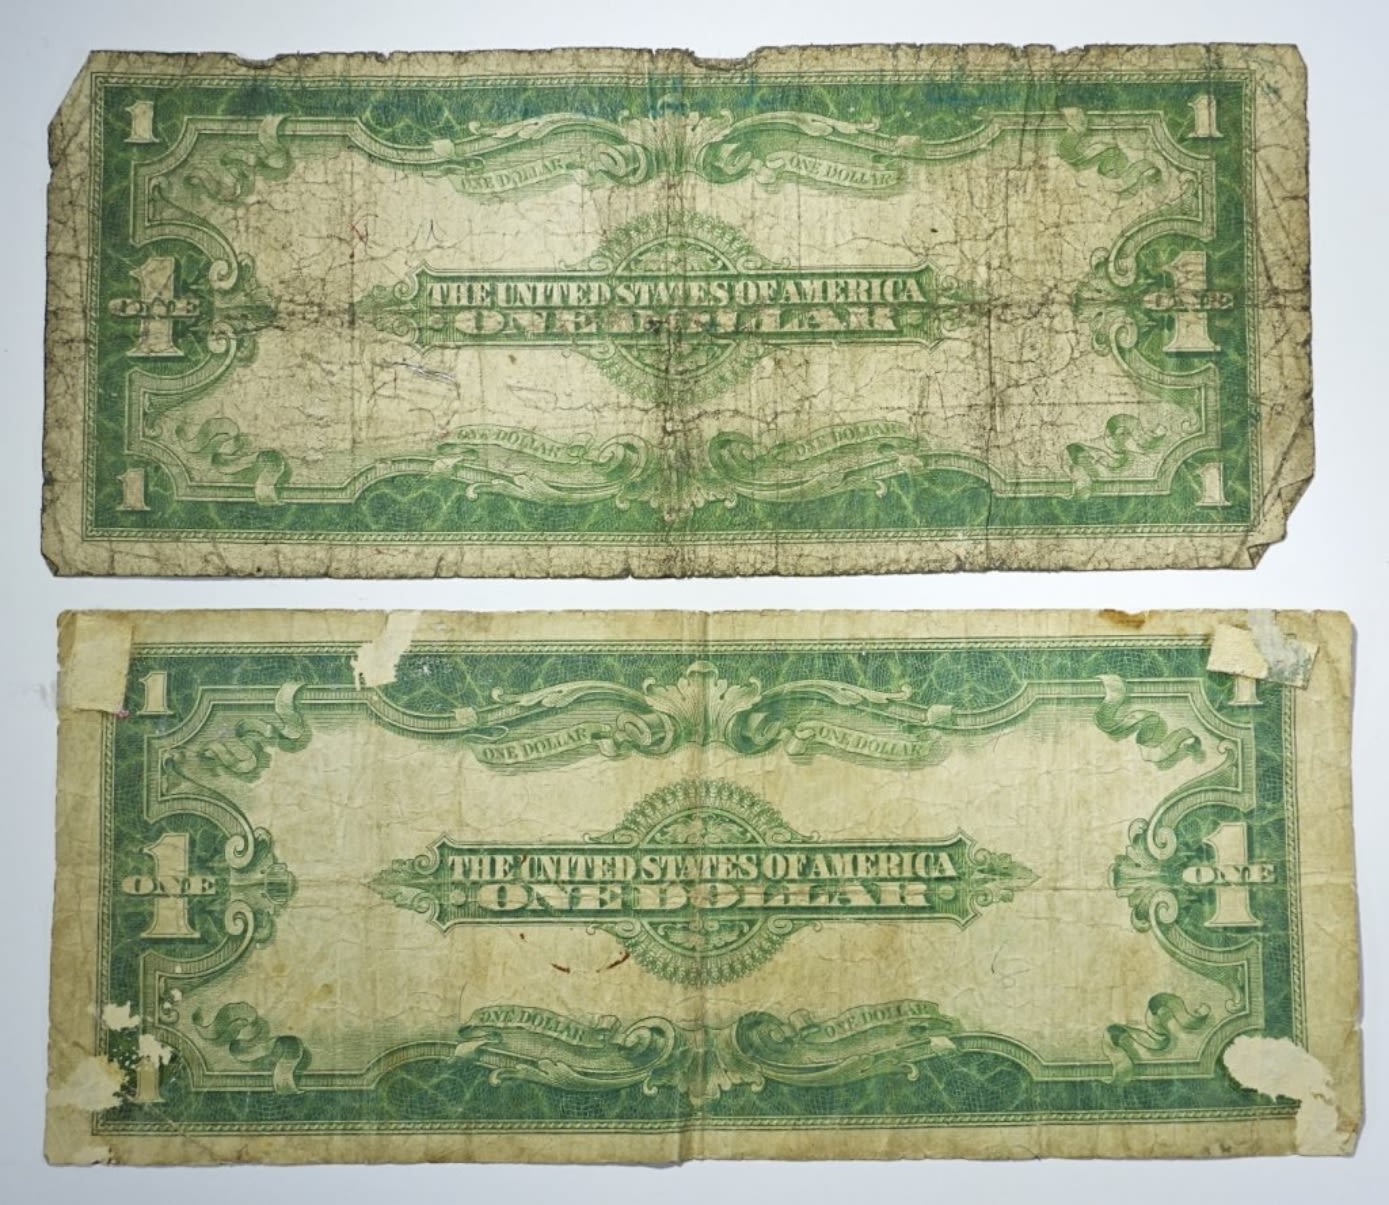 1 1
ONE DOLLAR ONE DOLLAR
THE UNITED STATES OF AMERICA
1 ONE 1 ONE
ONE DOLLAR
ONE DOLLAR ONE DOLLAR
1 1
1 1
ONE DOLLAR ONE DOLLAR
THE UNITED STATES OF AMERICA
1 ONE 1 ONE
ONE DOLLAR
ONE DOLLAR ONE DOLLAR
1